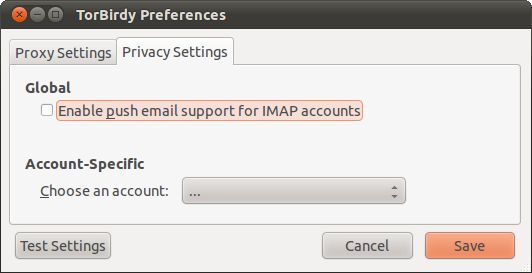 TorBirdy Preferences
Proxy Settings
Privacy Settings
Global
Enable push email support for IMAP accounts
Account-Specific
Choose an account:
...
Test Settings
Cancel
Save